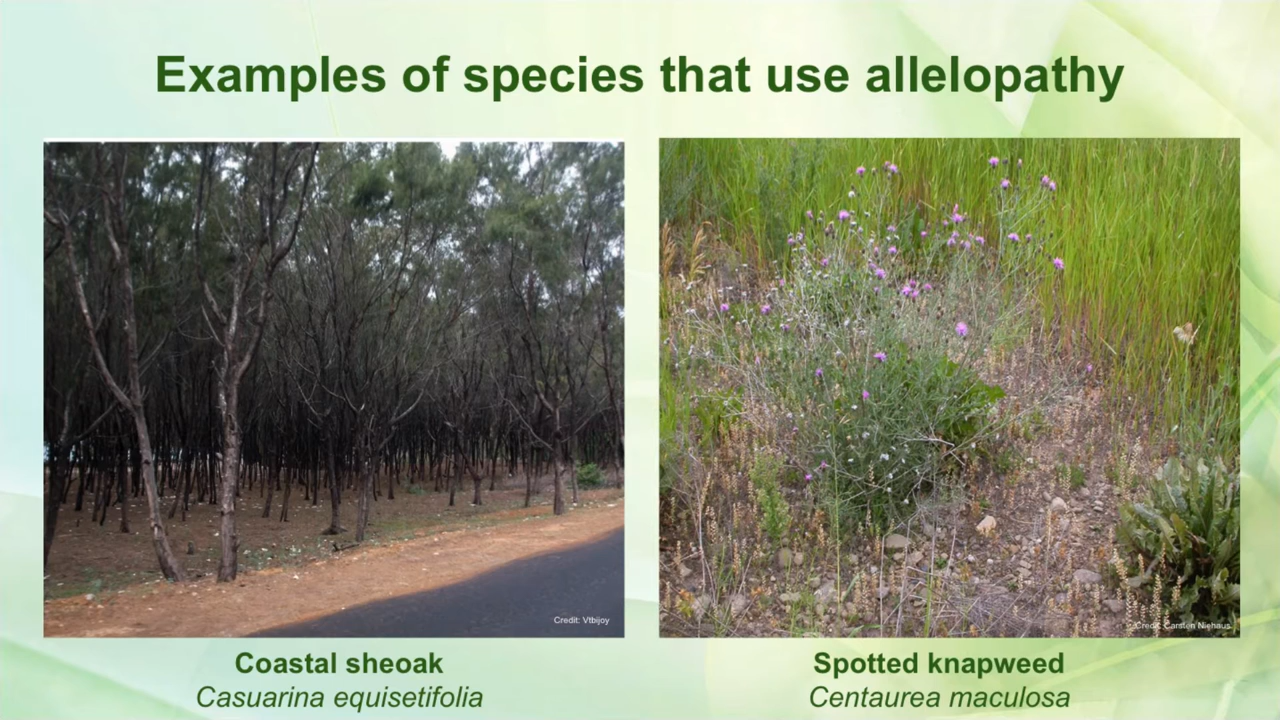 Examples of species that use allelopathy
Credit: Vtbijoy
Credit: Carsten Niehaus
Coastal sheoak
Casuarina equisetifolia
Spotted knapweed
Centaurea maculosa